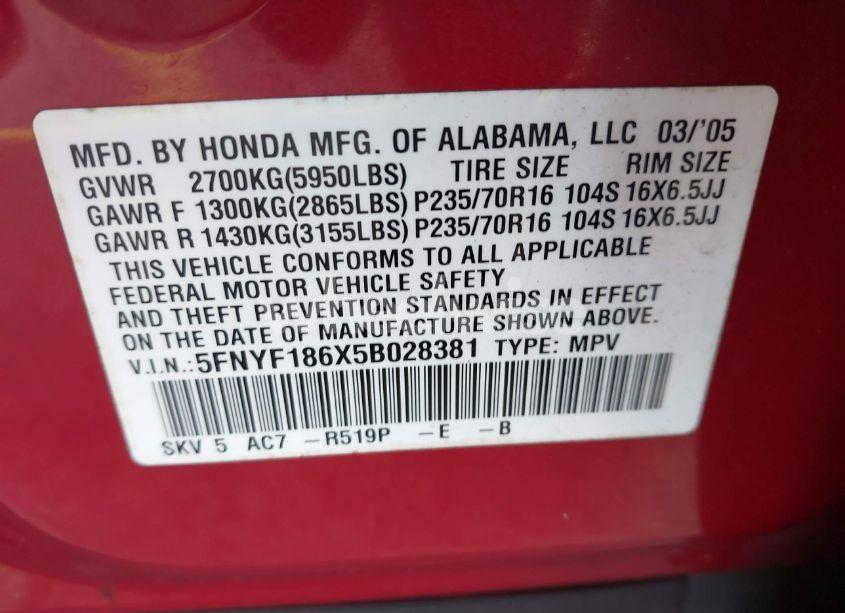 MFD. BY HONDA MFG. OF ALABAMA, LLC 03/'05
GVWR 2700KG(5950LBS) TIRE SIZE RIM SIZE
GAWR F 1300KG(2865LBS) P235/70R16 104S 16X6.5JJ
GAWR R 1430KG(3155LBS) P235/70R16 104S 16X6.5JJ
THIS VEHICLE CONFORMS TO ALL APPLICABLE
FEDERAL MOTOR VEHICLE SAFETY
AND THEFT PREVENTION STANDARDS IN EFFECT
ON THE DATE OF MANUFACTURE SHOWN ABOVE.
V.I.N.:5FNYF186X5B028381 TYPE: MPV
SKV 5 AC7 –R519P –E –B